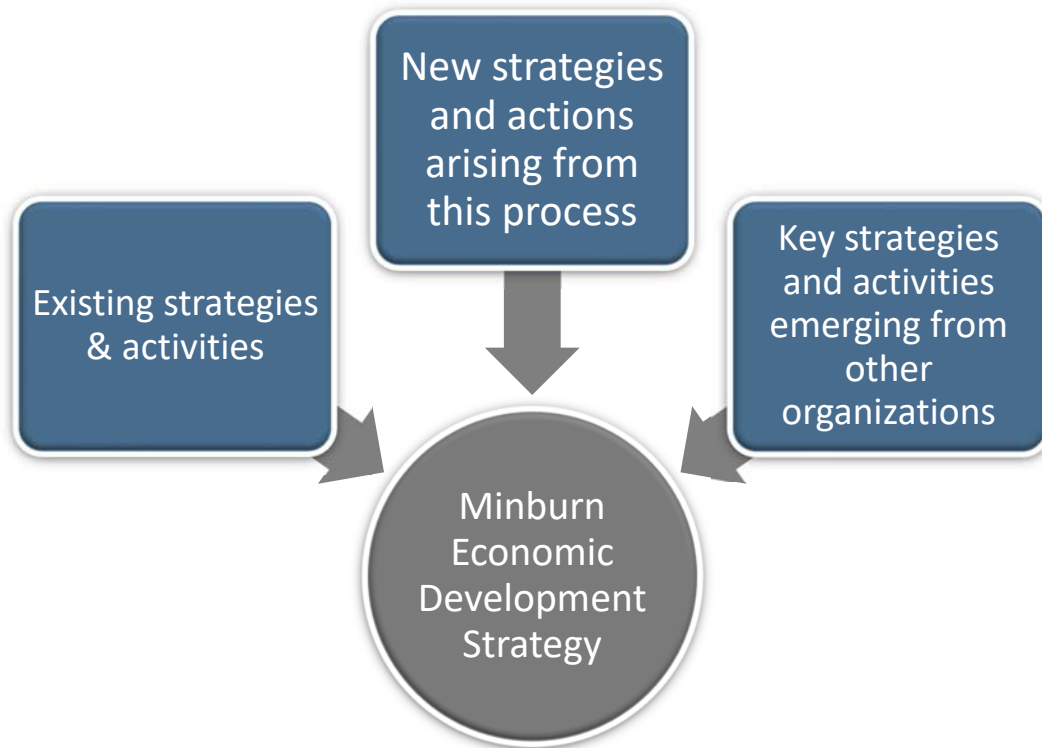 New strategies
and actions
arising from
this process
Existing strategies
& activities
Key strategies
and activities
emerging from
other
organizations
Minburn
Economic
Development
Strategy